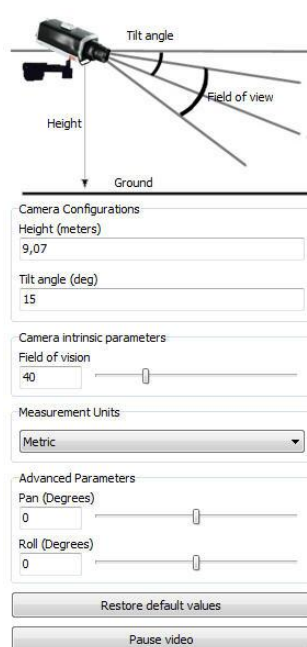 Tilt angle
Field of view
Height
Ground
Camera Configurations
Height (meters)
9,07
Tilt angle (deg)
15
Camera intrinsic parameters
Field of vision
40
Measurement Units
Metric
Advanced Parameters
Pan (Degrees)
0
Roll (Degrees)
0
Restore default values
Pause video